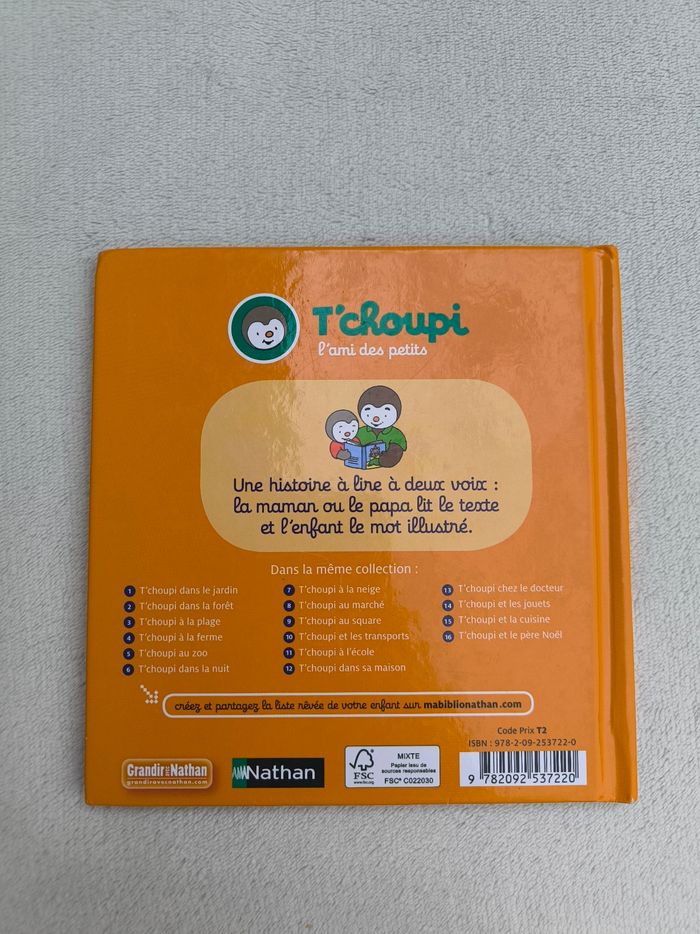 T'choupi
l'ami des petits
Une histoire à lire à deux voix :
la maman ou le papa lit le texte
et l'enfant le mot illustré.
Dans la même collection :
1 T'choupi dans le jardin
2 T'choupi dans la forêt
3 T'choupi à la plage
4 T'choupi à la ferme
5 T'choupi au zoo
6 T'choupi dans la nuit
7 T'choupi à la neige
8 T'choupi au marché
9 T'choupi au square
10 T'choupi et les transports
11 T'choupi à l'école
12 T'choupi dans sa maison
13 T'choupi chez le docteur
14 T'choupi et les jouets
15 T'choupi et la cuisine
16 T'choupi et le père Noël
créez et partagez la liste rêvée de votre enfant sur mabiblionathan.com
Grandir avec Nathan
grandiravecnathan.com
Nathan
FSC
www.fsc.org
MIXTE
Papier issu de
sources responsables
FSC® C022030
Code Prix T2
ISBN : 978-2-09-253722-0
9 782092 537220